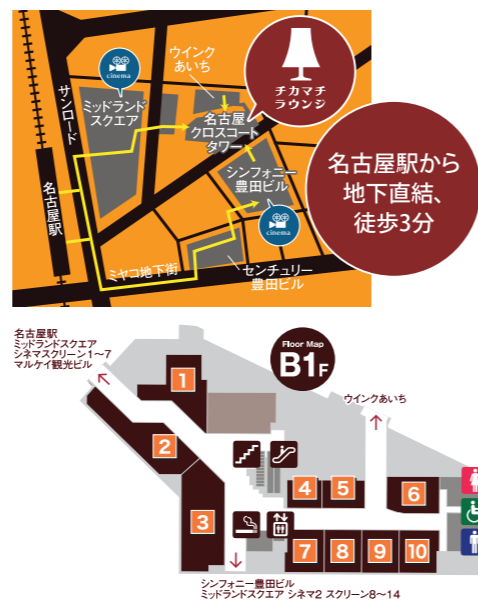 ウインク
あいち
cinema
チカマチ
ラウンジ
サンロード
ミッドランド
スクエア
名古屋
クロスコート
タワー
シンフォニー
豊田ビル
名古屋駅から
地下直結、
徒歩3分
名古屋駅
cinema
ミヤコ地下街
センチュリー
豊田ビル
名古屋駅
ミッドランドスクエア
シネマスクリーン1〜7
マルケイ観光ビル
Floor Map
B1F
ウインクあいち
1
2
3
4
5
6
7
8
9
10
シンフォニー豊田ビル
ミッドランドスクエア シネマ2 スクリーン8〜14